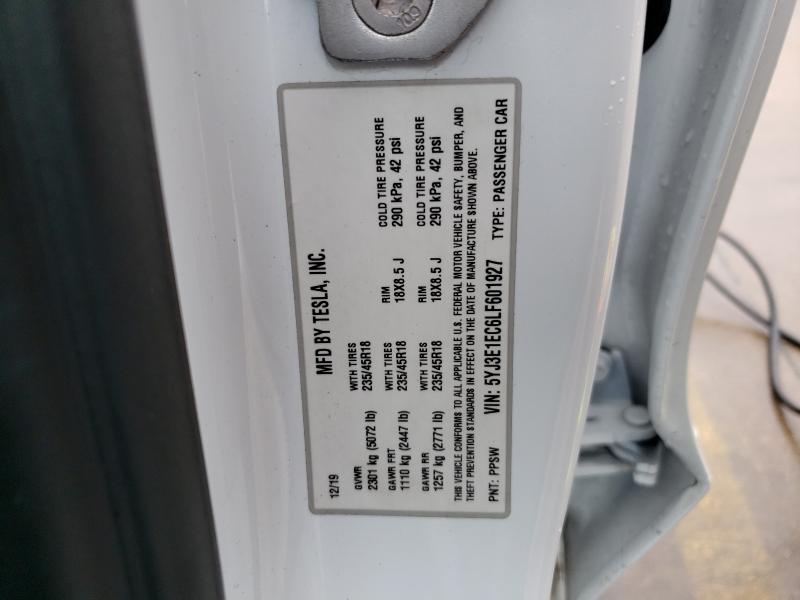 109
MFD BY TESLA, INC.
12/19
GVWR WITH TIRES
2301 kg (5072 lb) 235/45R18
GAWR FRT WITH TIRES RIM COLD TIRE PRESSURE
1110 kg (2447 lb) 235/45R18 18X8.5 J 290 kPa, 42 psi
GAWR RR WITH TIRES RIM COLD TIRE PRESSURE
1257 kg (2771 lb) 235/45R18 18X8.5 J 290 kPa, 42 psi
THIS VEHICLE CONFORMS TO ALL APPLICABLE U.S. FEDERAL MOTOR VEHICLE SAFETY, BUMPER, AND
THEFT PREVENTION STANDARDS IN EFFECT ON THE DATE OF MANUFACTURE SHOWN ABOVE.
PNT: PPSW VIN: 5YJ3E1EC6LF601927 TYPE: PASSENGER CAR